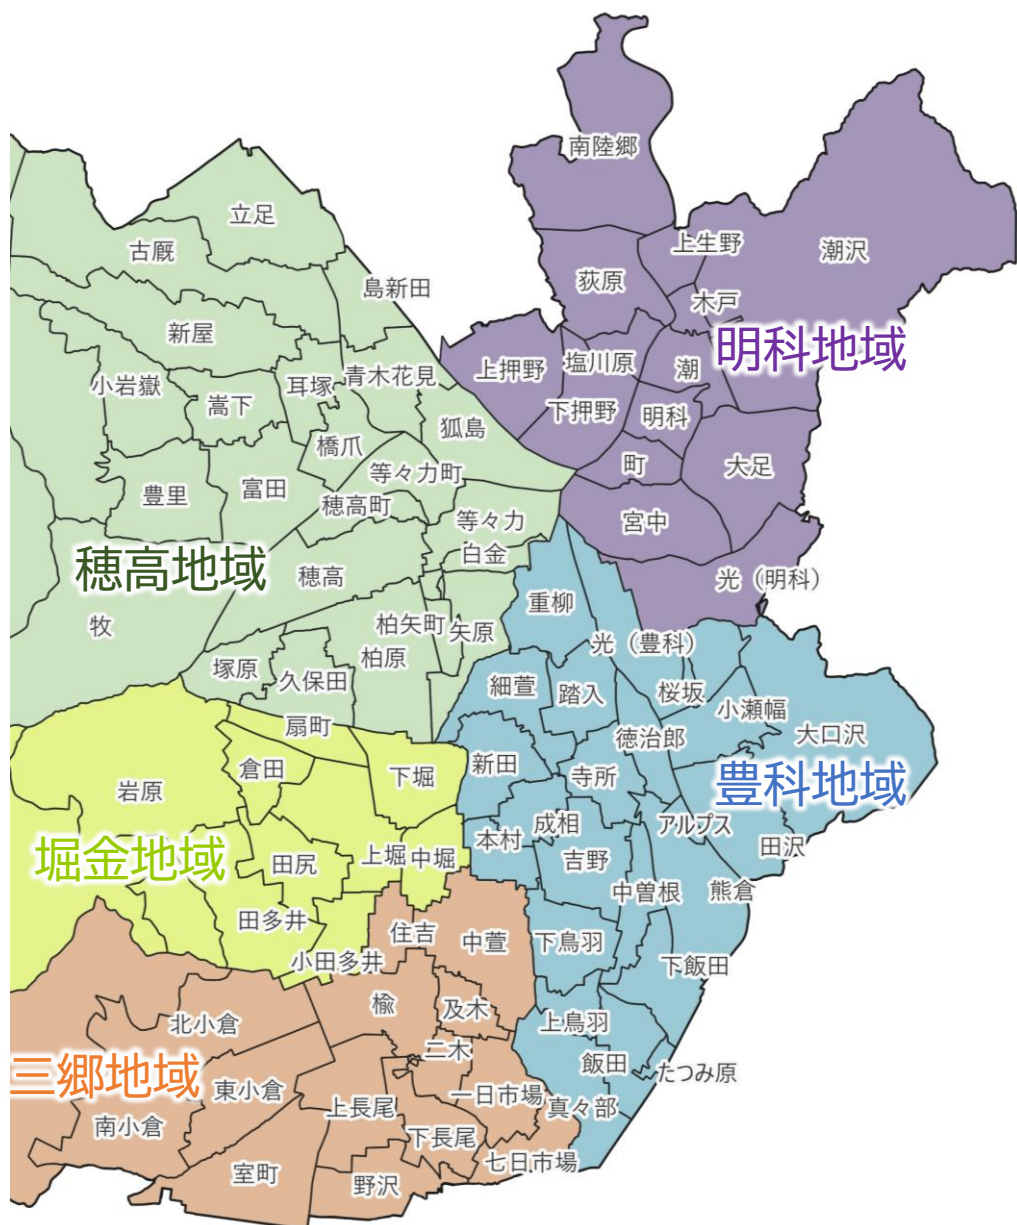 南陸郷
立足
古厩
上生野
潮沢
荻原
島新田
木戸
新屋
明科地域
上押野
塩川原
潮
小岩嶽
耳塚
青木花見
嵩下
下押野
明科
狐島
橋爪
等々力町
町
大足
豊里
富田
穂高町
等々力
宮中
白金
穂高地域
穂高
光（明科）
重柳
牧
柏矢町
矢原
光（豊科）
塚原
久保田
柏原
細萱
踏入
桜坂
小瀬幅
扇町
徳治郎
大口沢
倉田
下堀
新田
寺所
豊科地域
岩原
成相
アルプス
本村
田沢
堀金地域
田尻
上堀
中堀
吉野
中曽根
熊倉
田多井
住吉
中萱
下鳥羽
小田多井
下飯田
楡
及木
北小倉
上鳥羽
二木
飯田
三郷地域
たつみ原
東小倉
一日市場
上長尾
真々部
南小倉
下長尾
七日市場
室町
野沢